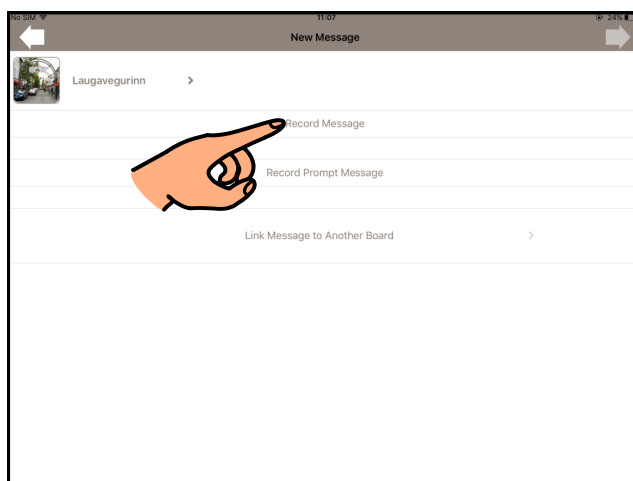 No SIM 11:07 24%
New Message
Laugavegurinn
Record Message
Record Prompt Message
Link Message to Another Board